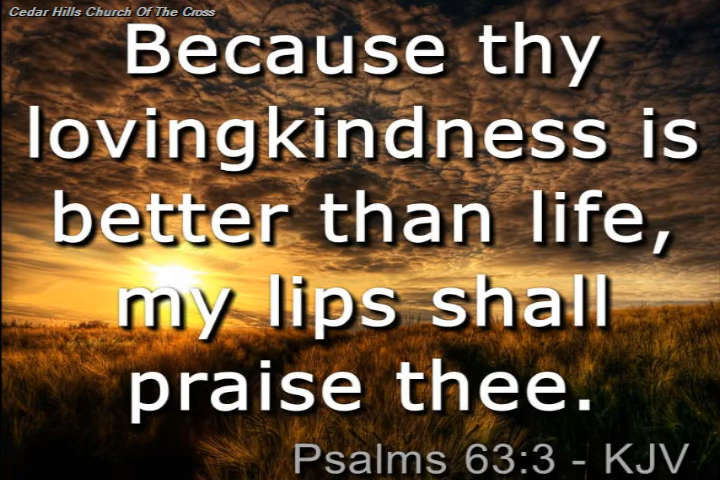 Cedar Hills Church Of The Cross
Because thy
lovingkindness is
better than life,
my lips shall
praise thee.
Psalms 63:3 - KJV